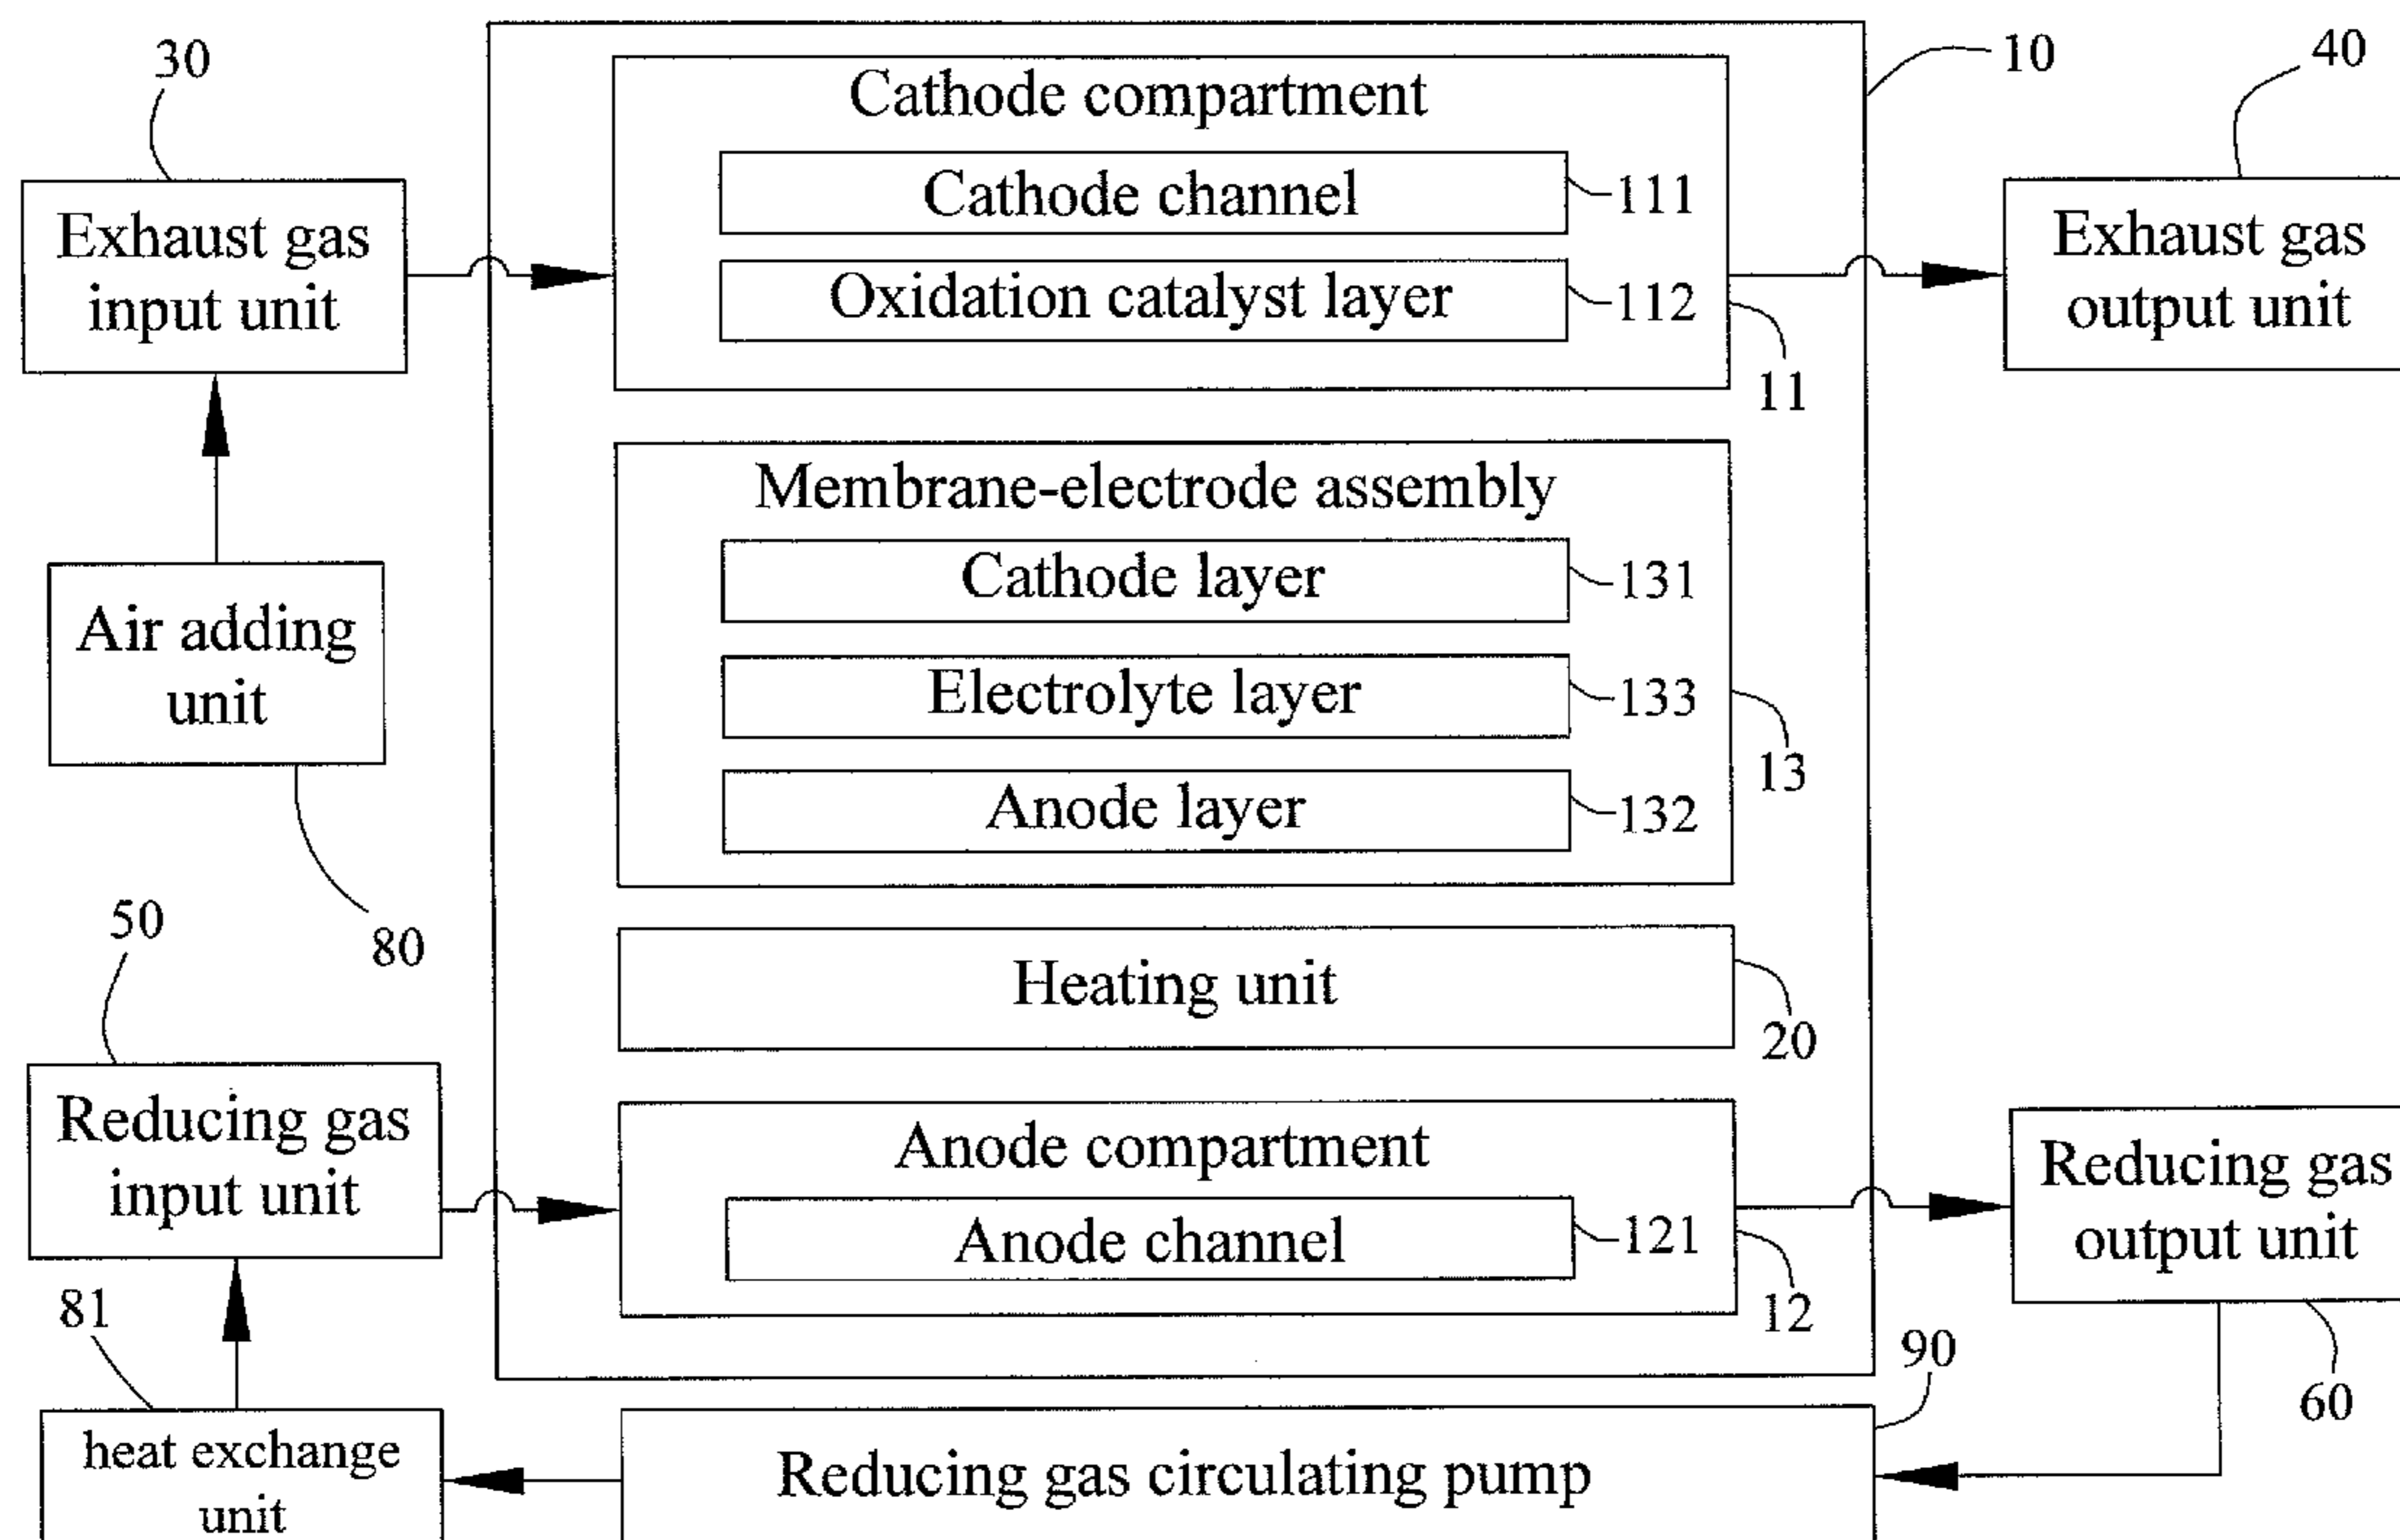 30
10
40
Cathode compartment
Cathode channel
111
Exhaust gas
input unit
Oxidation catalyst layer
112
Exhaust gas
output unit
11
Membrane-electrode assembly
Cathode layer
131
Air adding
unit
Electrolyte layer
133
13
Anode layer
132
50
80
Heating unit
20
Reducing gas
input unit
Anode compartment
Reducing gas
output unit
Anode channel
121
81
12
90
60
heat exchange
unit
Reducing gas circulating pump